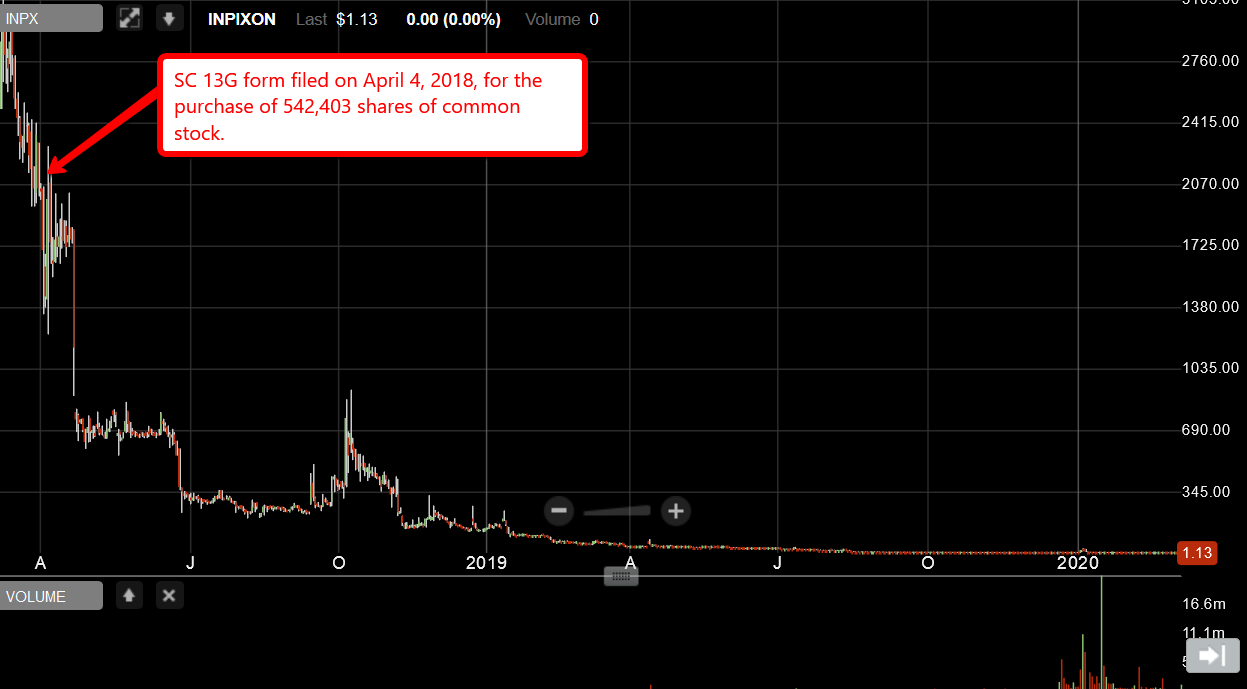 INPX
INPIXON Last $1.13 0.00 (0.00%) Volume 0
SC 13G form filed on April 4, 2018, for the
purchase of 542,403 shares of common
stock.
2760.00
2415.00
2070.00
1725.00
1380.00
1035.00
690.00
345.00
1.13
A J O 2019 A J O 2020
VOLUME
16.6m
11.1m